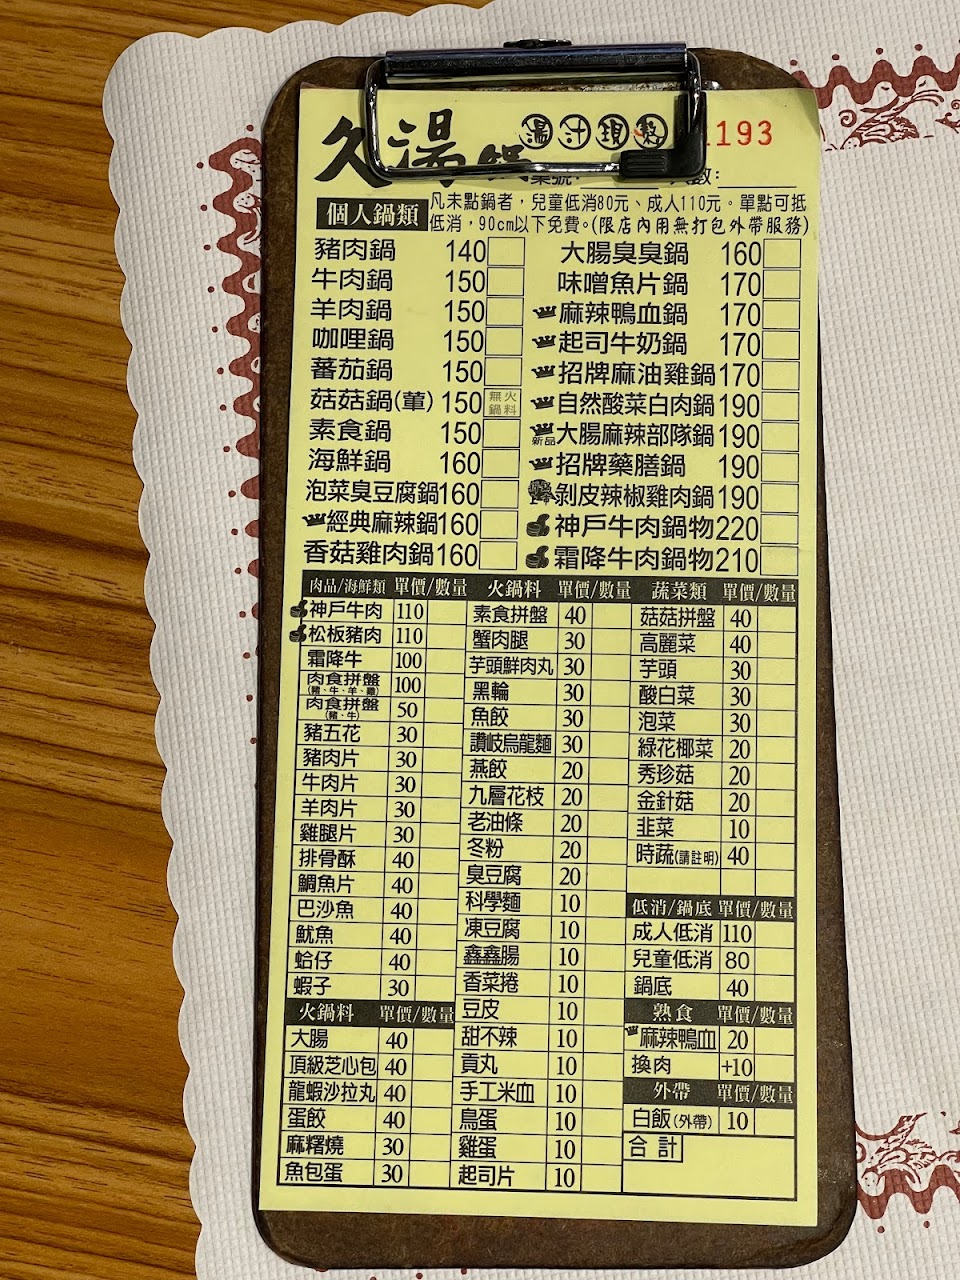 久湯鍋 湯汁現熬 1193
桌號: 人數:
個人鍋類 凡未點鍋者，兒童低消80元、成人110元。單點可抵
低消，90cm以下免費。(限店內用無打包外帶服務)
豬肉鍋 140 大腸臭臭鍋 160
牛肉鍋 150 味噌魚片鍋 170
羊肉鍋 150 麻辣鴨血鍋 170
咖哩鍋 150 起司牛奶鍋 170
蕃茄鍋 150 招牌麻油雞鍋 170
菇菇鍋(葷) 150 無火鍋料 自然酸菜白肉鍋 190
素食鍋 150 新品 大腸麻辣部隊鍋 190
海鮮鍋 160 招牌藥膳鍋 190
泡菜臭豆腐鍋 160 剝皮辣椒雞肉鍋 190
經典麻辣鍋 160 神戶牛肉鍋物 220
香菇雞肉鍋 160 霜降牛肉鍋物 210
肉品/海鮮類 單價/數量
神戶牛肉 110
松板豬肉 110
霜降牛 100
肉食拼盤 (豬、牛、羊、雞) 100
肉食拼盤 (豬、牛) 50
豬五花 30
豬肉片 30
牛肉片 30
羊肉片 30
雞腿片 30
排骨酥 40
鯛魚片 40
巴沙魚 40
魷魚 40
蛤仔 40
蝦子 30
火鍋料 單價/數量
大腸 40
頂級芝心包 40
龍蝦沙拉丸 40
蛋餃 40
麻糬燒 30
魚包蛋 30
火鍋料 單價/數量
素食拼盤 40
蟹肉腿 30
芋頭鮮肉丸 30
黑輪 30
魚餃 30
讚岐烏龍麵 30
燕餃 20
九層花枝 20
老油條 20
冬粉 20
臭豆腐 20
科學麵 10
凍豆腐 10
鑫鑫腸 10
香菜捲 10
豆皮 10
甜不辣 10
貢丸 10
手工米血 10
鳥蛋 10
雞蛋 10
起司片 10
蔬菜類 單價/數量
菇菇拼盤 40
高麗菜 40
芋頭 30
酸白菜 30
泡菜 30
綠花椰菜 20
秀珍菇 20
金針菇 20
韭菜 10
時蔬(請註明) 40
低消/鍋底 單價/數量
成人低消 110
兒童低消 80
鍋底 40
熟食 單價/數量
麻辣鴨血 20
換肉 +10
外帶 單價/數量
白飯(外帶) 10
合計